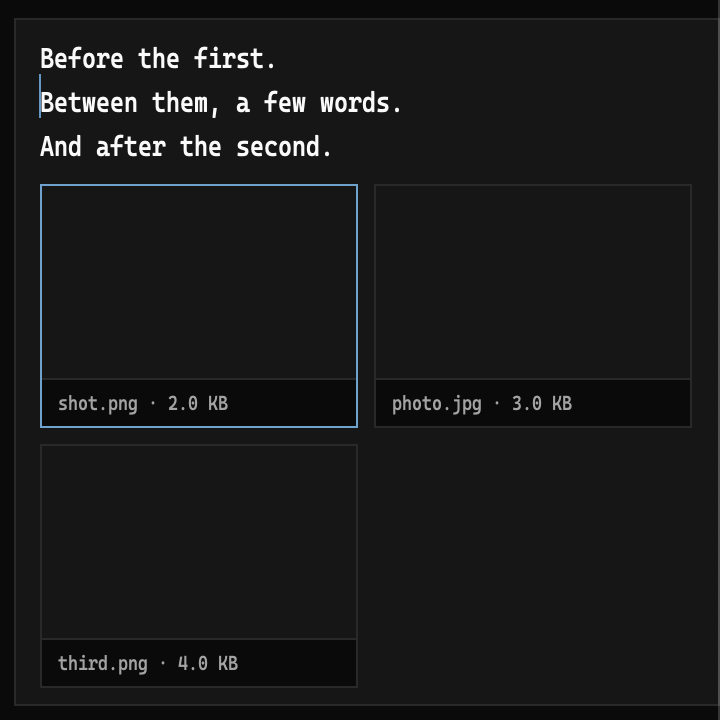 Before the first.
Between them, a few words.
And after the second.
shot.png · 2.0 KB
photo.jpg · 3.0 KB
third.png · 4.0 KB